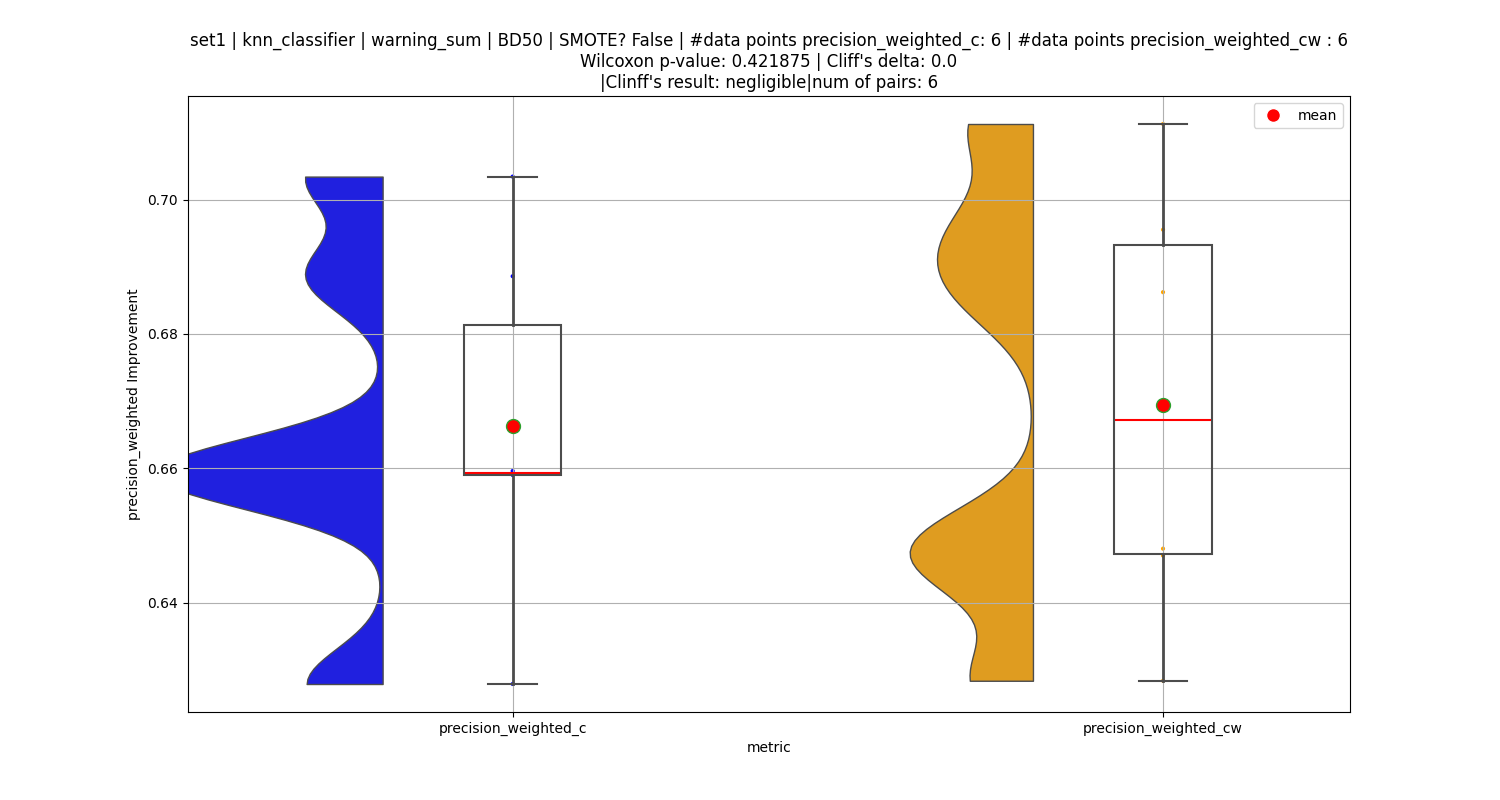 set1 | knn_classifier | warning_sum | BD50 | SMOTE? False | #data points precision_weighted_c: 6 | #data points precision_weighted_cw : 6
Wilcoxon p-value: 0.421875 | Cliff's delta: 0.0
|Clinff's result: negligible|num of pairs: 6
mean
0.70
0.68
0.66
0.64
precision_weighted Improvement
precision_weighted_c
precision_weighted_cw
metric